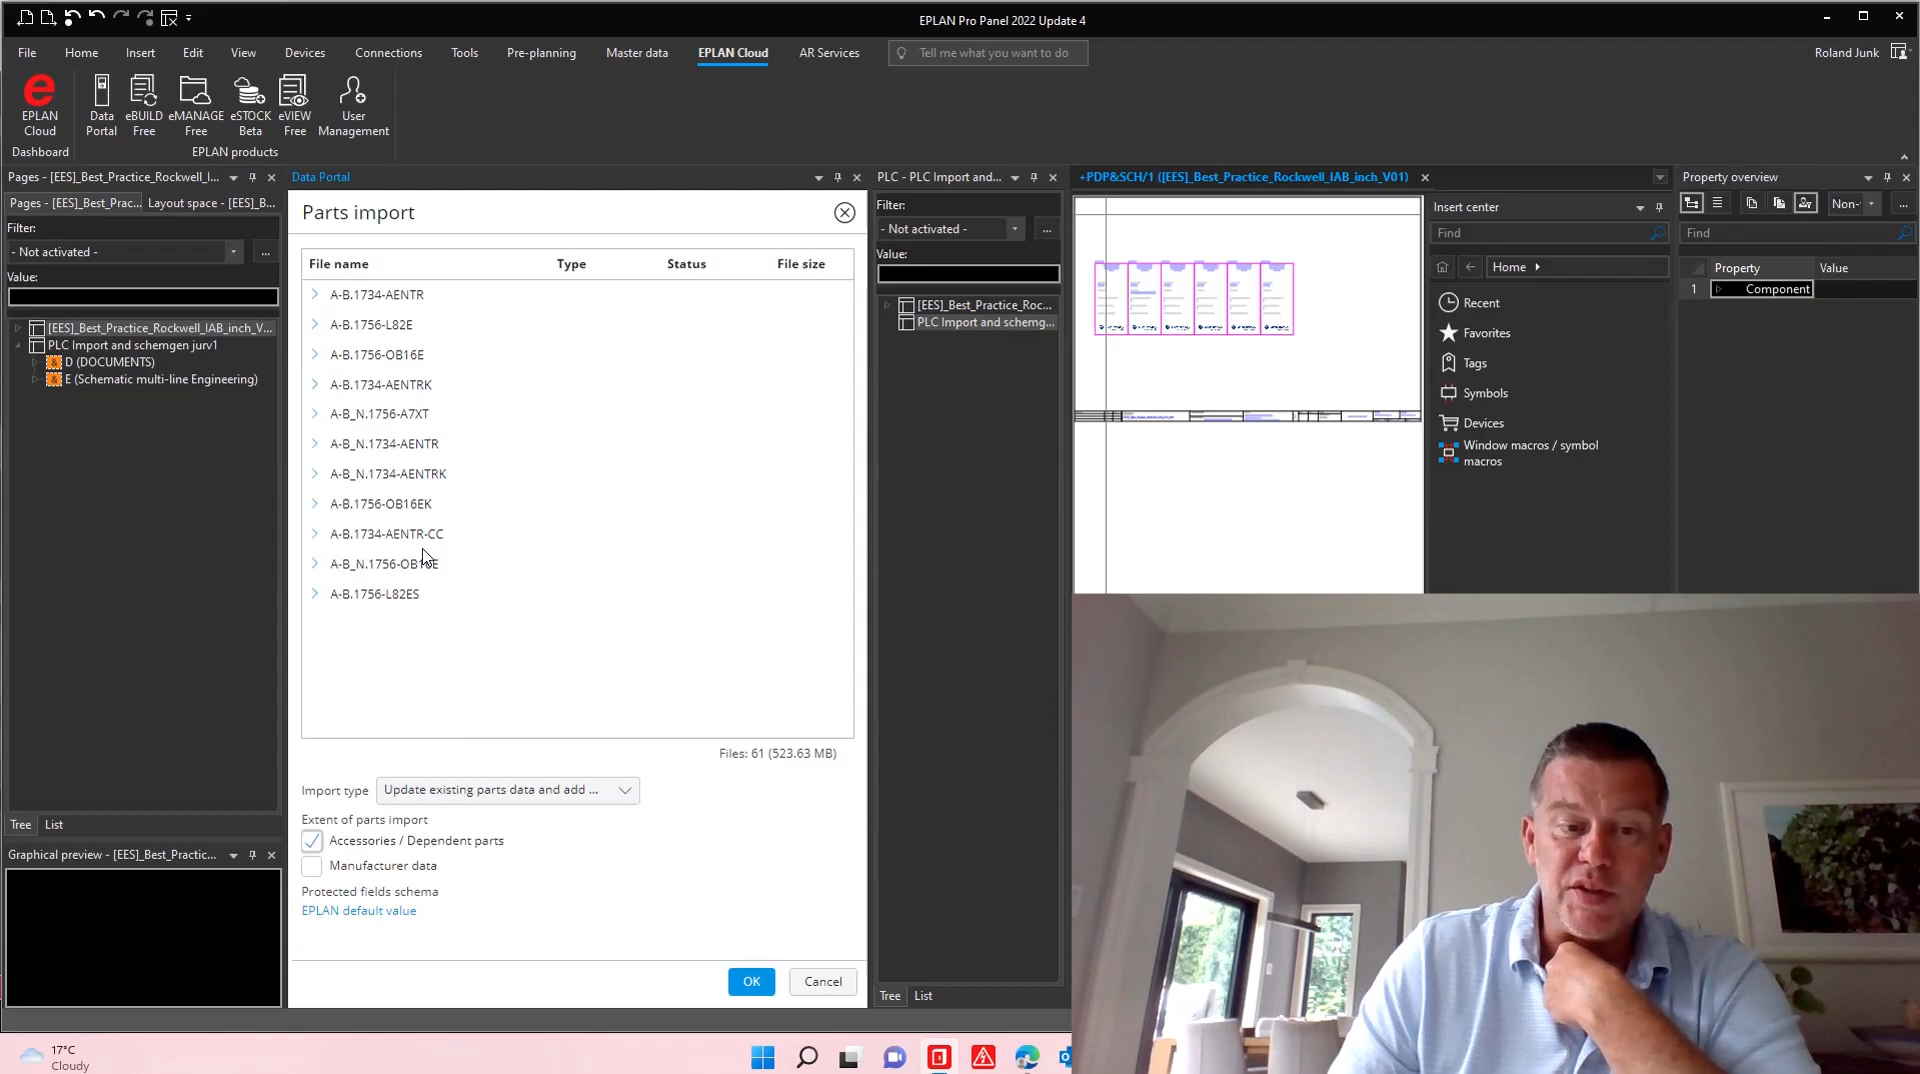 EPLAN Pro Panel 2022 Update 4
File Home Insert Edit View Devices Connections Tools Pre-planning Master data EPLAN Cloud AR Services Tell me what you want to do Roland Junk
EPLAN Cloud
Data Portal
eBUILD Free
eMANAGE Free
eSTOCK Beta
eVIEW Free
User Management
Dashboard EPLAN products
Pages - [EES]_Best_Practice_Rockwell_I...
Pages - [EES]_Best_Prac... Layout space - [EES]_B...
Filter:
- Not activated - ...
Value:
[EES]_Best_Practice_Rockwell_IAB_inch_V...
PLC Import and schemgen jurv1
D (DOCUMENTS)
E (Schematic multi-line Engineering)
Tree List
Graphical preview - [EES]_Best_Practic...
Data Portal
Parts import
File name Type Status File size
A-B.1734-AENTR
A-B.1756-L82E
A-B.1756-OB16E
A-B.1734-AENTRK
A-B_N.1756-A7XT
A-B_N.1734-AENTR
A-B_N.1734-AENTRK
A-B.1756-OB16EK
A-B.1734-AENTR-CC
A-B_N.1756-OB16E
A-B.1756-L82ES
Files: 61 (523.63 MB)
Import type Update existing parts data and add ...
Extent of parts import
Accessories / Dependent parts
Manufacturer data
Protected fields schema
EPLAN default value
OK Cancel
PLC - PLC Import and...
Filter:
- Not activated - ...
Value:
[EES]_Best_Practice_Roc...
PLC Import and schemg...
Tree List
+PDP&SCH/1 ([EES]_Best_Practice_Rockwell_IAB_inch_V01)
Insert center
Find
Home
Recent
Favorites
Tags
Symbols
Devices
Window macros / symbol
macros
Property overview
Non- ...
Find
Property Value
1 Component
17°C
Cloudy